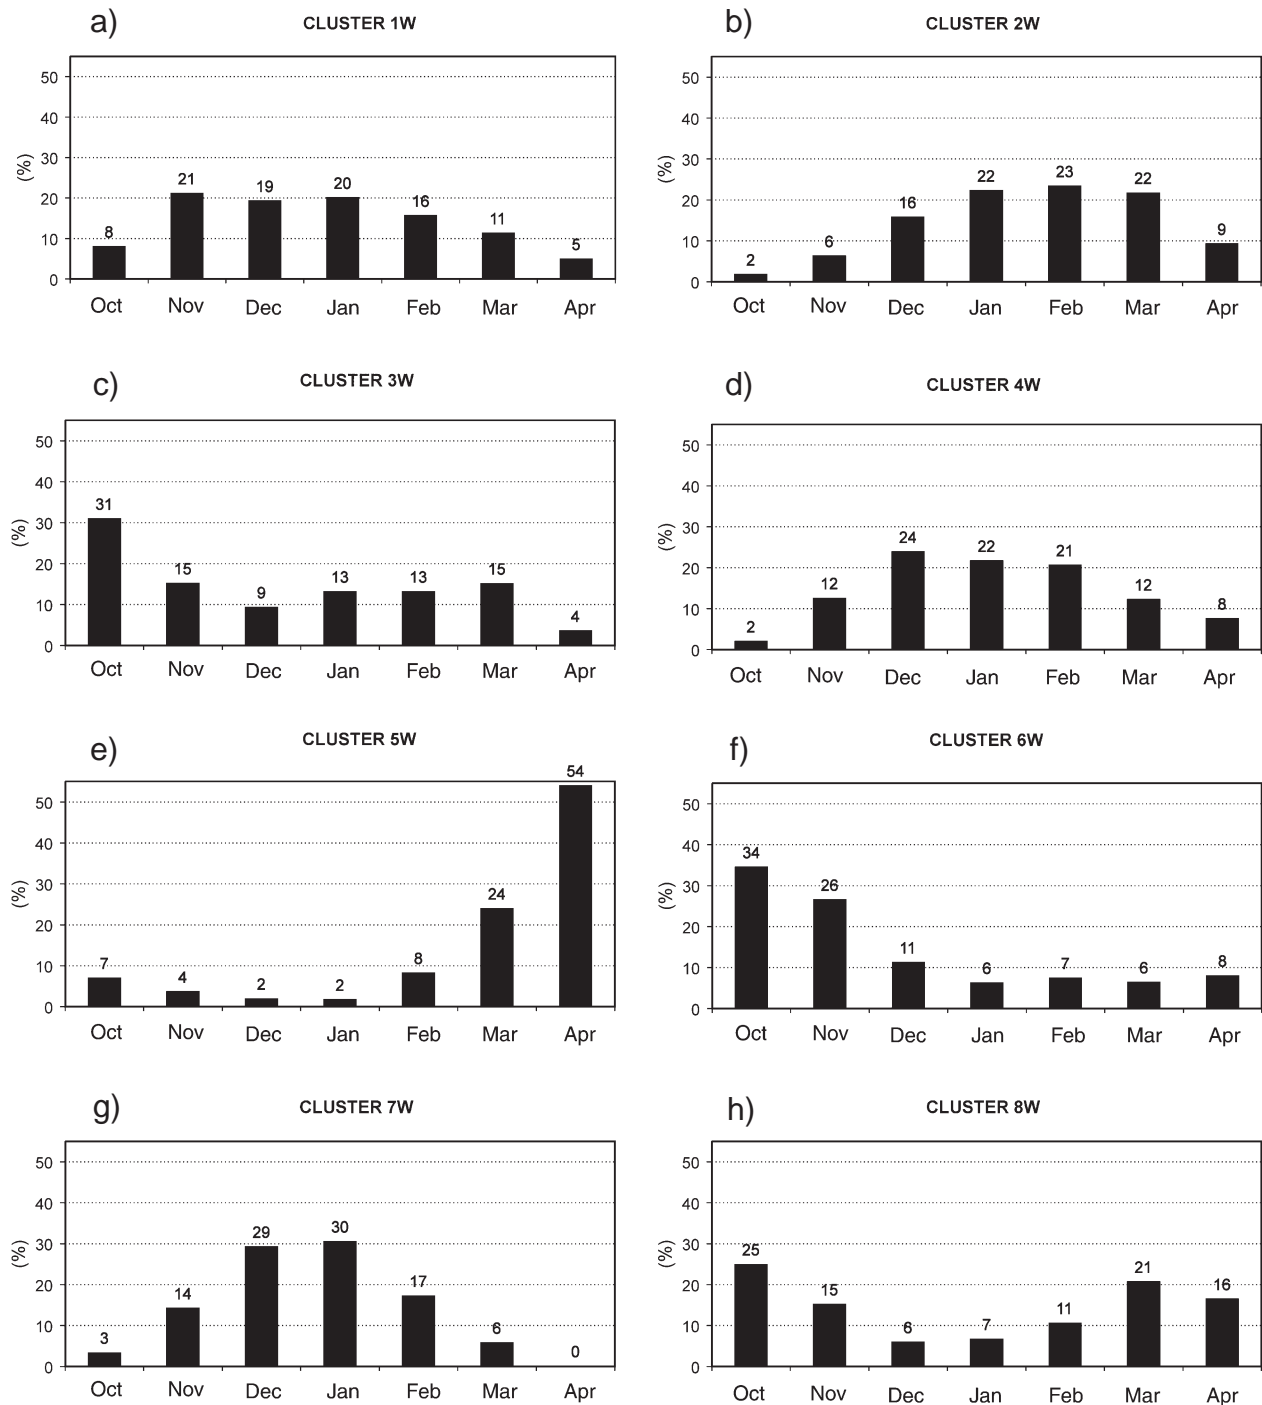 a) CLUSTER 1W
50
40
30
20
10
0
(%)
8 21 19 20 16 11 5
Oct Nov Dec Jan Feb Mar Apr
b) CLUSTER 2W
50
40
30
20
10
0
(%)
2 6 16 22 23 22 9
Oct Nov Dec Jan Feb Mar Apr
c) CLUSTER 3W
50
40
30
20
10
0
(%)
31 15 9 13 13 15 4
Oct Nov Dec Jan Feb Mar Apr
d) CLUSTER 4W
50
40
30
20
10
0
(%)
2 12 24 22 21 12 8
Oct Nov Dec Jan Feb Mar Apr
e) CLUSTER 5W
50
40
30
20
10
0
(%)
7 4 2 2 8 24 54
Oct Nov Dec Jan Feb Mar Apr
f) CLUSTER 6W
50
40
30
20
10
0
(%)
34 26 11 6 7 6 8
Oct Nov Dec Jan Feb Mar Apr
g) CLUSTER 7W
50
40
30
20
10
0
(%)
3 14 29 30 17 6 0
Oct Nov Dec Jan Feb Mar Apr
h) CLUSTER 8W
50
40
30
20
10
0
(%)
25 15 6 7 11 21 16
Oct Nov Dec Jan Feb Mar Apr